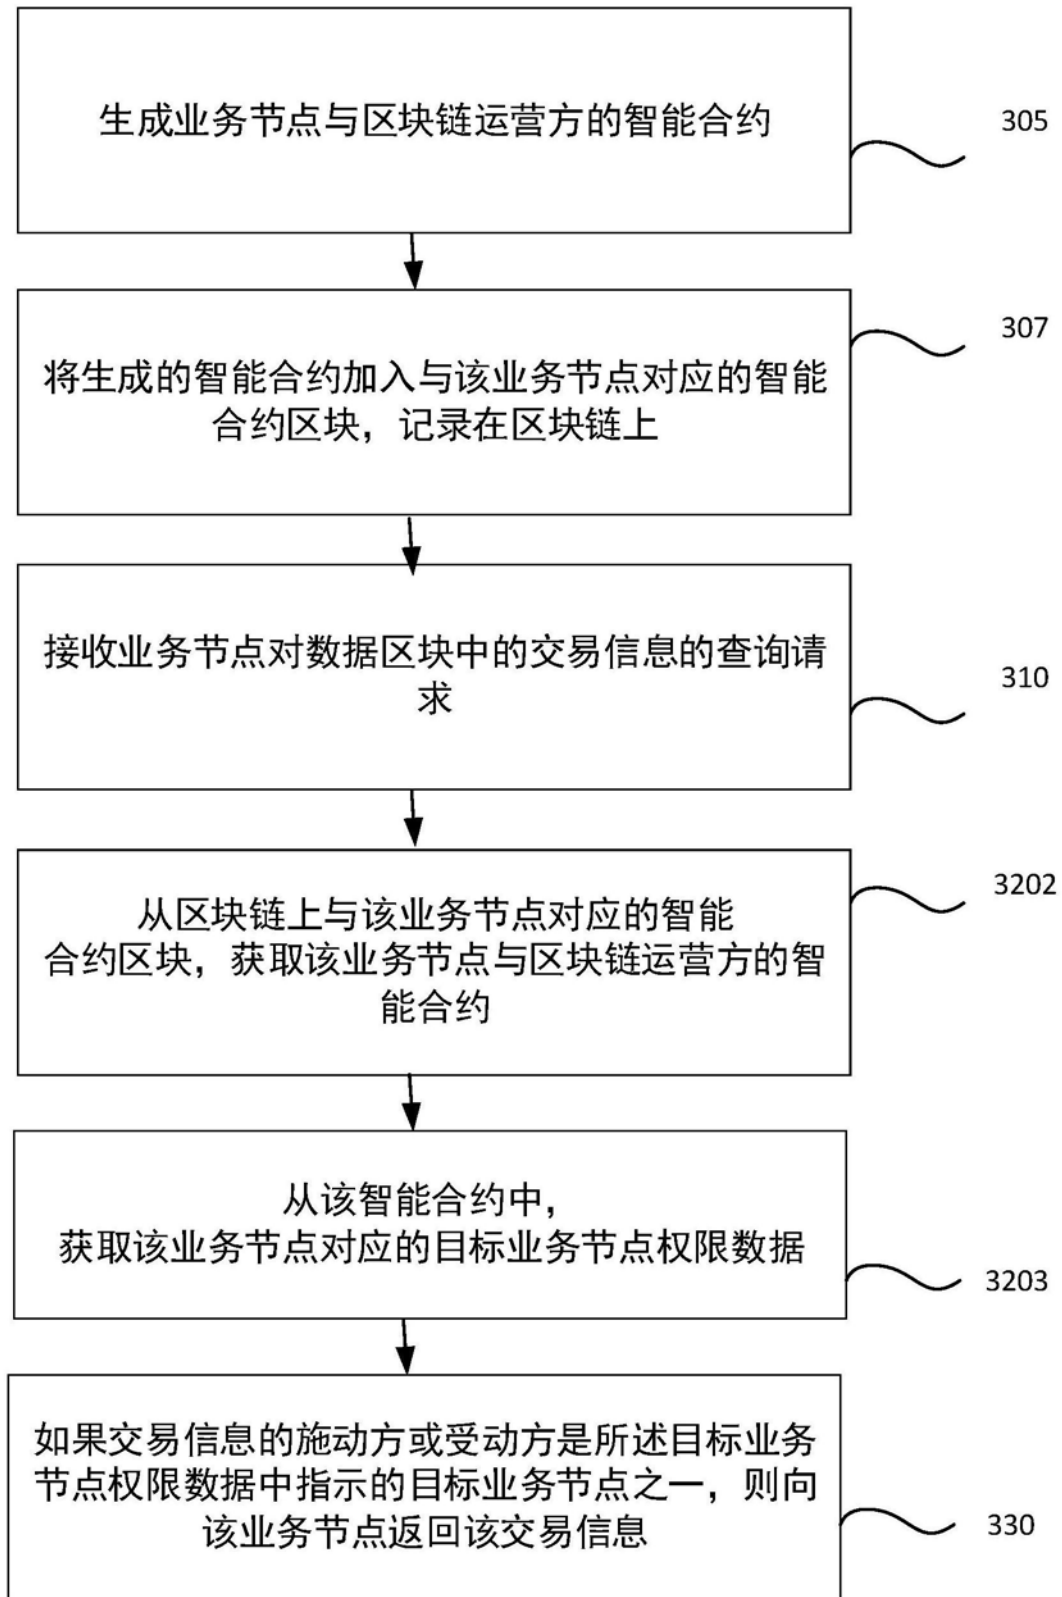 生成业务节点与区块链运营方的智能合约
305
将生成的智能合约加入与该业务节点对应的智能
合约区块，记录在区块链上
307
接收业务节点对数据区块中的交易信息的查询请
求
310
从区块链上与该业务节点对应的智能
合约区块，获取该业务节点与区块链运营方的智
能合约
3202
从该智能合约中，
获取该业务节点对应的目标业务节点权限数据
3203
如果交易信息的施动方或受动方是所述目标业务
节点权限数据中指示的目标业务节点之一，则向
该业务节点返回该交易信息
330